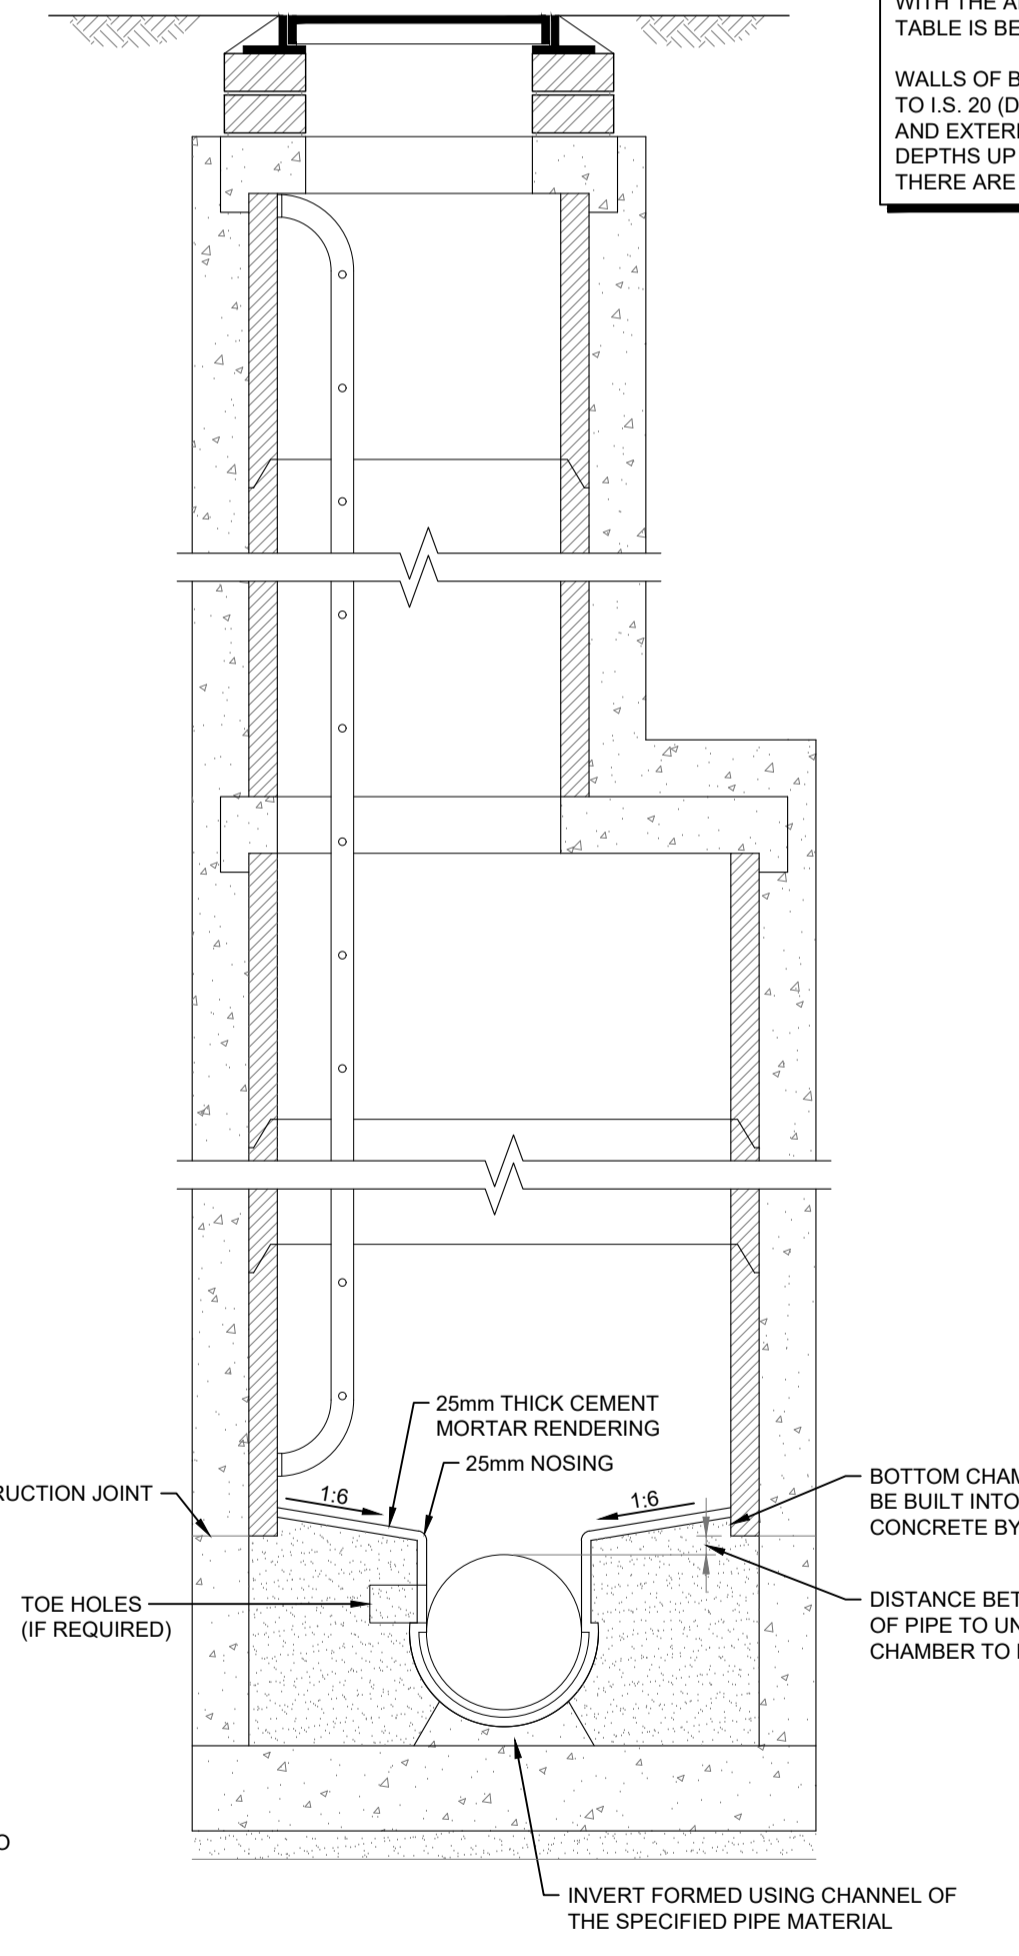 WITH THE A
TABLE IS BE
WALLS OF B
TO I.S. 20 (D
AND EXTER
DEPTHS UP
THERE ARE
25mm THICK CEMENT
MORTAR RENDERING
25mm NOSING
RUCTION JOINT
1:6
1:6
BOTTOM CHAM
BE BUILT INTO
CONCRETE BY
TOE HOLES
(IF REQUIRED)
DISTANCE BET
OF PIPE TO UN
CHAMBER TO
O
INVERT FORMED USING CHANNEL OF
THE SPECIFIED PIPE MATERIAL